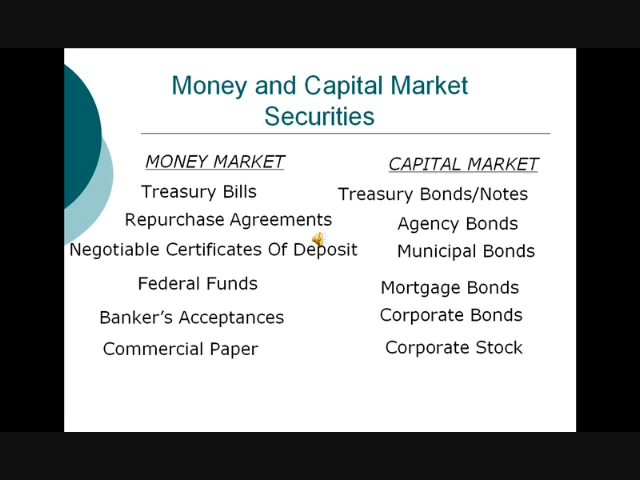 Money and Capital Market
Securities
MONEY MARKET
Treasury Bills
Repurchase Agreements
Negotiable Certificates Of Deposit
Federal Funds
Banker's Acceptances
Commercial Paper
CAPITAL MARKET
Treasury Bonds/Notes
Agency Bonds
Municipal Bonds
Mortgage Bonds
Corporate Bonds
Corporate Stock